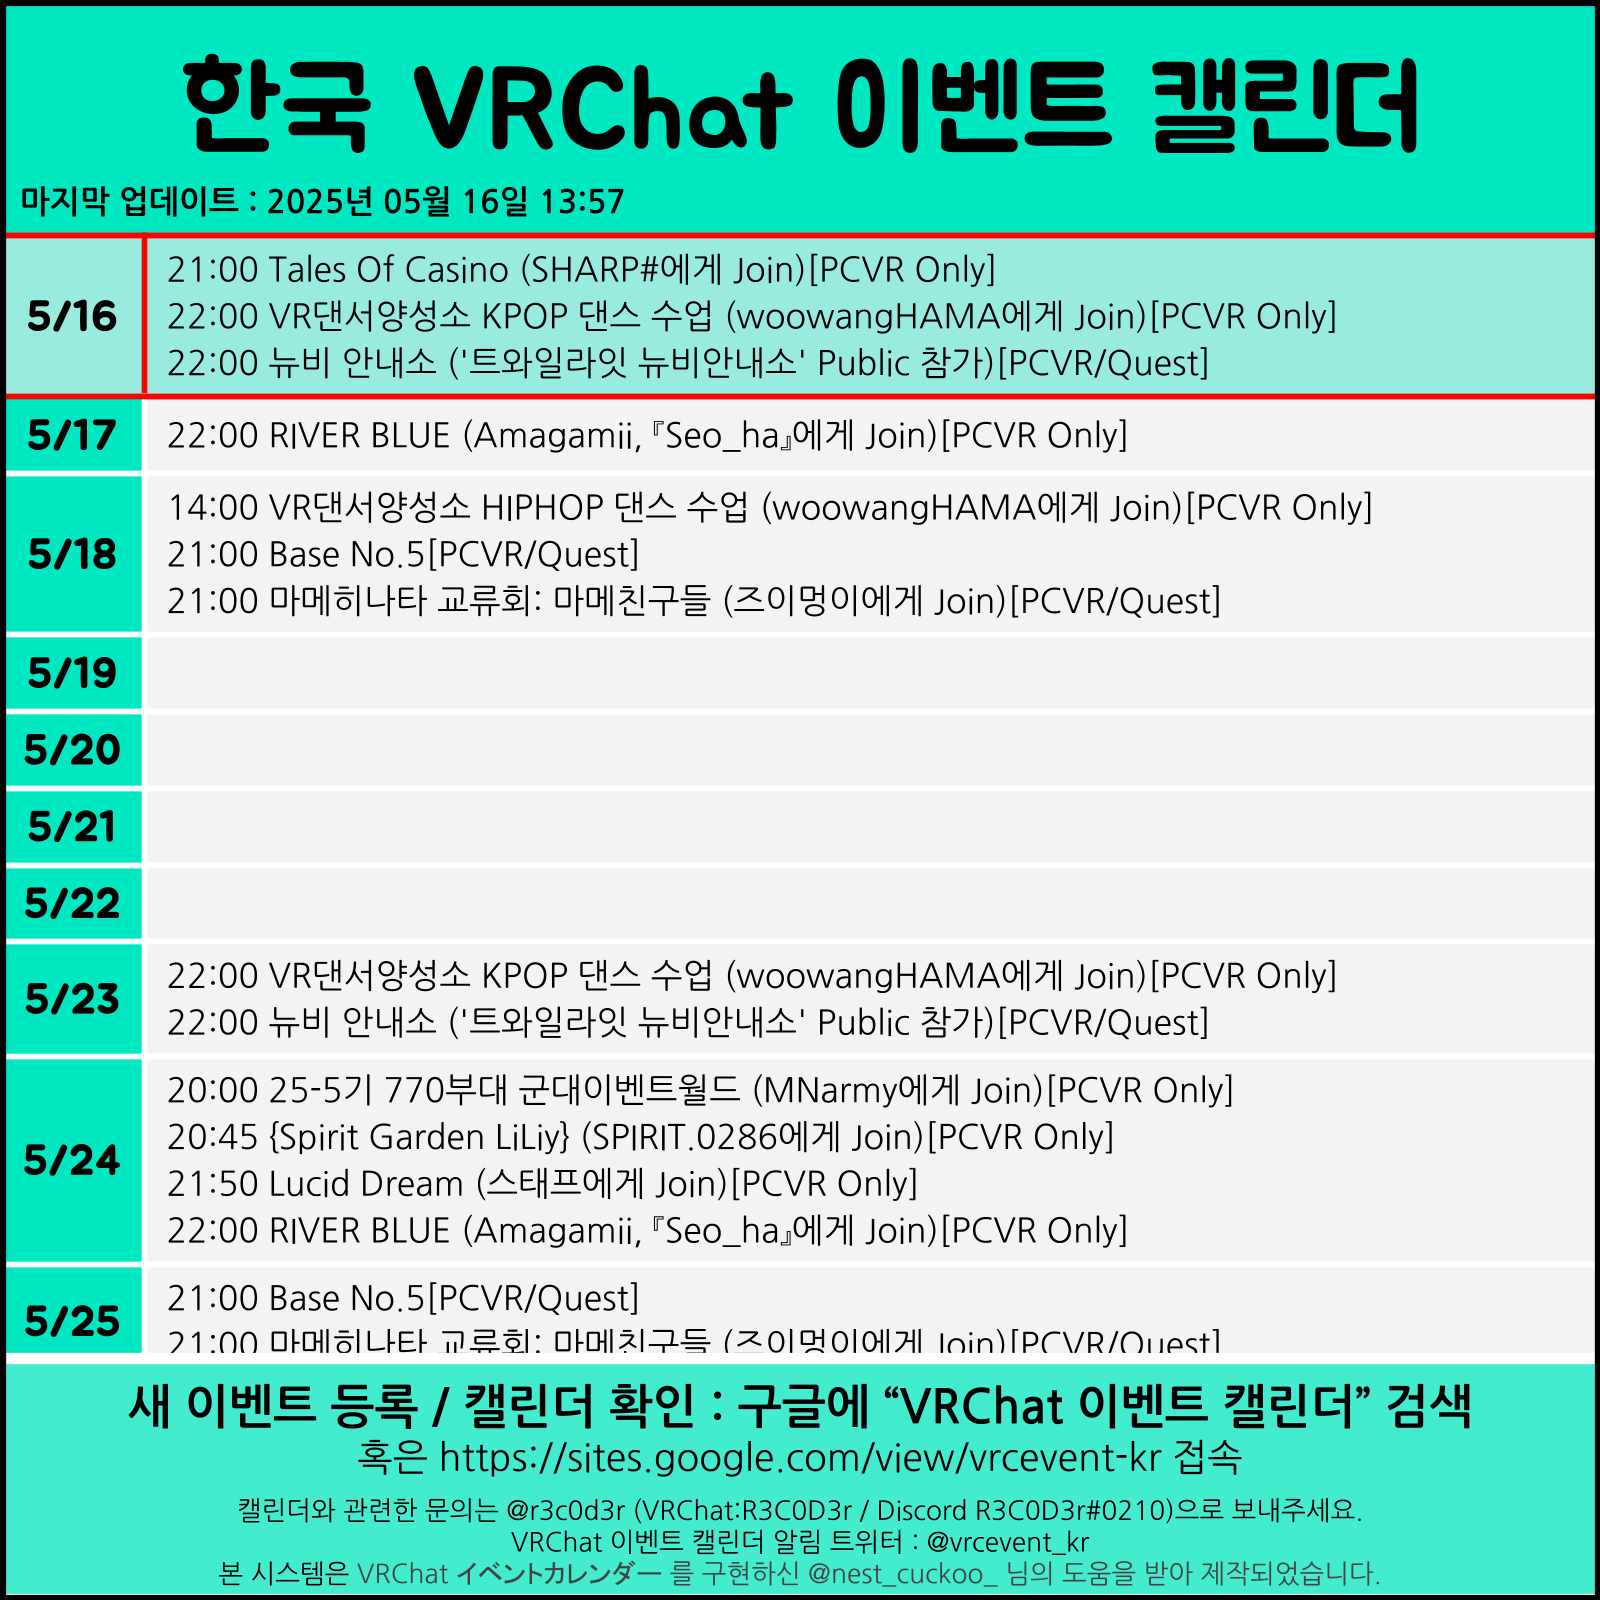 한국 VRChat 이벤트 캘린더
마지막 업데이트 : 2025년 05월 16일 13:57
5/16
21:00 Tales Of Casino (SHARP#에게 Join)[PCVR Only]
22:00 VR댄서양성소 KPOP 댄스 수업 (woowangHAMA에게 Join)[PCVR Only]
22:00 뉴비 안내소 ('트와일라잇 뉴비안내소' Public 참가)[PCVR/Quest]
5/17
22:00 RIVER BLUE (Amagamii,『Seo_ha』에게 Join)[PCVR Only]
5/18
14:00 VR댄서양성소 HIPHOP 댄스 수업 (woowangHAMA에게 Join)[PCVR Only]
21:00 Base No.5[PCVR/Quest]
21:00 마메히나타 교류회: 마메친구들 (즈이멍이에게 Join)[PCVR/Quest]
5/19
5/20
5/21
5/22
5/23
22:00 VR댄서양성소 KPOP 댄스 수업 (woowangHAMA에게 Join)[PCVR Only]
22:00 뉴비 안내소 ('트와일라잇 뉴비안내소' Public 참가)[PCVR/Quest]
5/24
20:00 25-5기 770부대 군대이벤트월드 (MNarmy에게 Join)[PCVR Only]
20:45 {Spirit Garden LiLiy} (SPIRIT.0286에게 Join)[PCVR Only]
21:50 Lucid Dream (스태프에게 Join)[PCVR Only]
22:00 RIVER BLUE (Amagamii,『Seo_ha』에게 Join)[PCVR Only]
5/25
21:00 Base No.5[PCVR/Quest]
21:00 마메히나타 교류회: 마메친구들 (즈이멍이에게 Join)[PCVR/Quest]
새 이벤트 등록 / 캘린더 확인 : 구글에 “VRChat 이벤트 캘린더” 검색
혹은 https://sites.google.com/view/vrcevent-kr 접속
캘린더와 관련한 문의는 @r3c0d3r (VRChat:R3C0D3r / Discord R3C0D3r#0210)으로 보내주세요.
VRChat 이벤트 캘린더 알림 트위터 : @vrcevent_kr
본 시스템은 VRChat イベントカレンダー 를 구현하신 @nest_cuckoo_ 님의 도움을 받아 제작되었습니다.